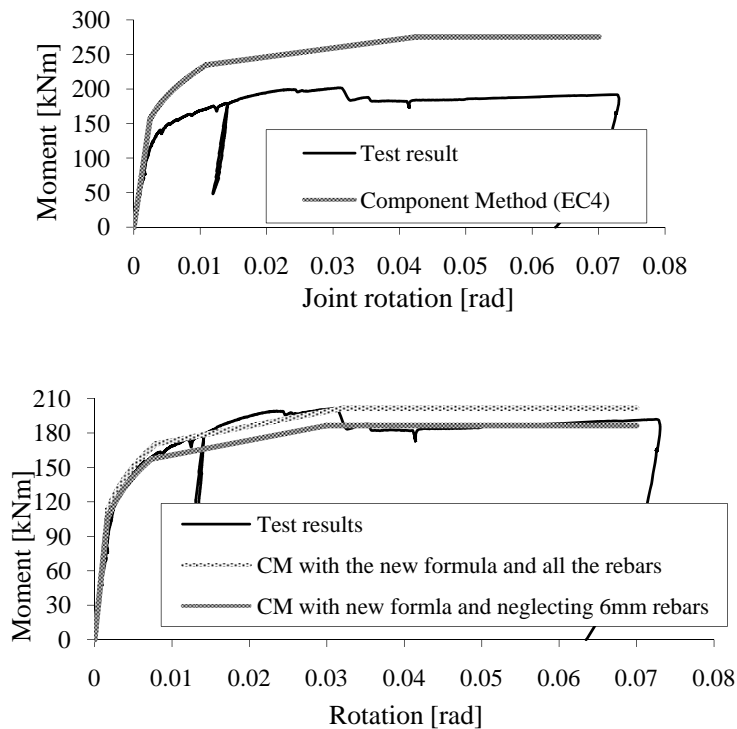 Moment [kNm]
300
250
200
150
100
50
0
Test result
Component Method (EC4)
0 0.01 0.02 0.03 0.04 0.05 0.06 0.07 0.08
Joint rotation [rad]
Moment [kNm]
210
180
150
120
90
60
30
0
Test results
CM with the new formula and all the rebars
CM with new formla and neglecting 6mm rebars
0 0.01 0.02 0.03 0.04 0.05 0.06 0.07 0.08
Rotation [rad]